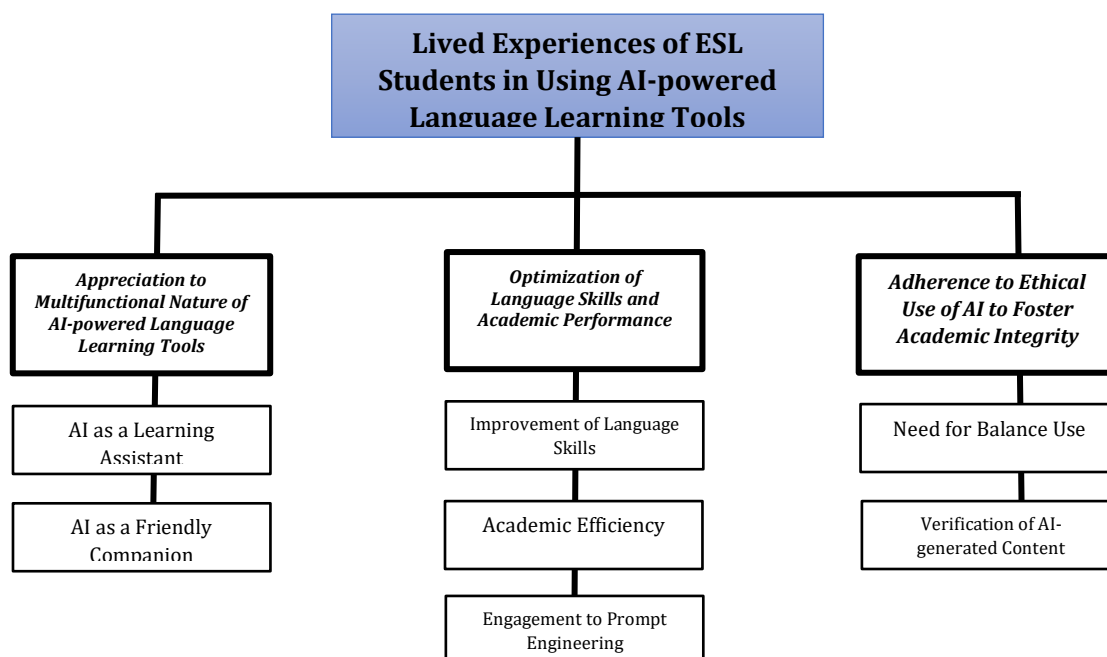 Lived Experiences of ESL
Students in Using AI-powered
Language Learning Tools
Appreciation to
Multifunctional Nature of
AI-powered Language
Learning Tools
AI as a Learning
Assistant
AI as a Friendly
Companion
Optimization of
Language Skills and
Academic Performance
Improvement of Language
Skills
Academic Efficiency
Engagement to Prompt
Engineering
Adherence to Ethical
Use of AI to Foster
Academic Integrity
Need for Balance Use
Verification of AI-
generated Content